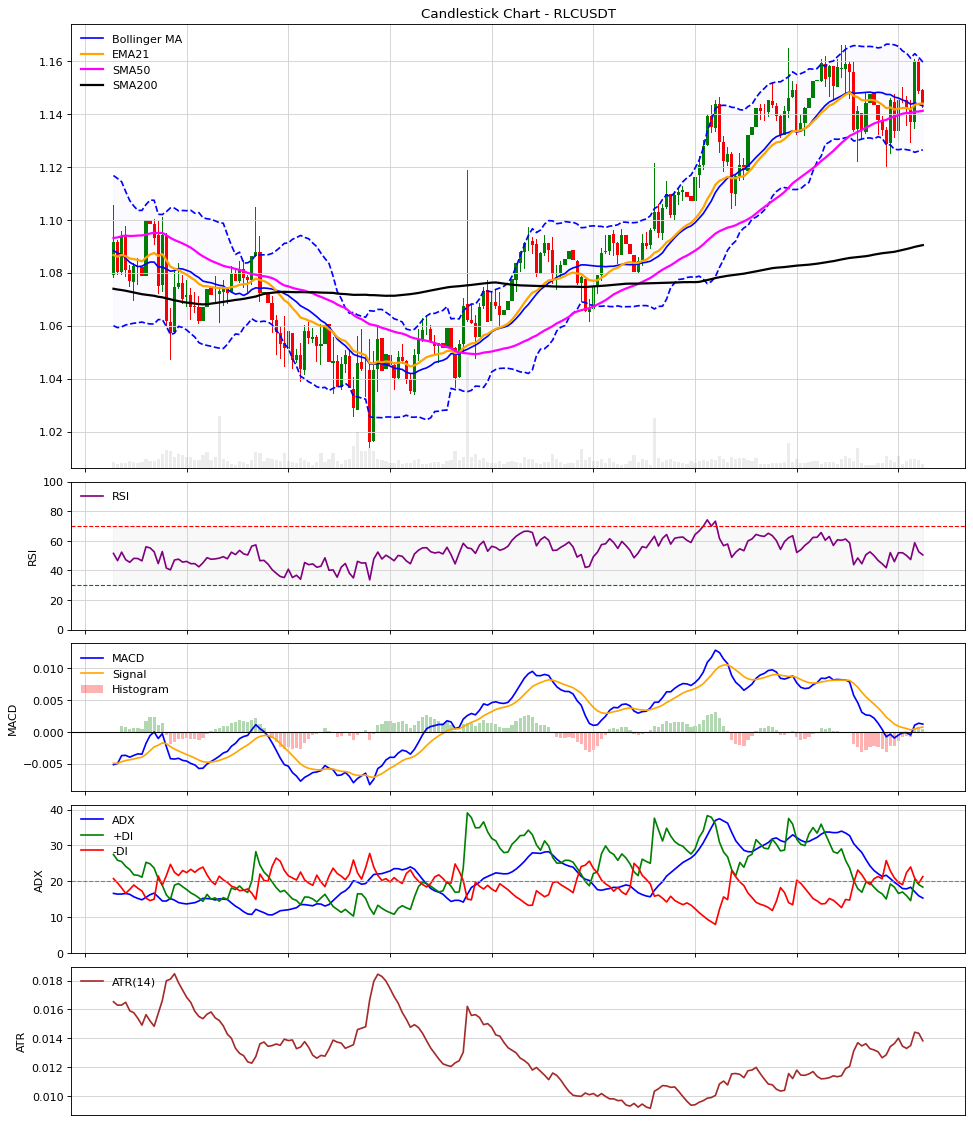 Candlestick Chart - RLCUSDT
Bollinger MA
EMA21
SMA50
SMA200
1.16
1.14
1.12
1.10
1.08
1.06
1.04
1.02
RSI
RSI
100
80
60
40
20
0
MACD
Signal
Histogram
MACD
0.010
0.005
0.000
−0.005
ADX
+DI
-DI
ADX
40
30
20
10
0
ATR(14)
ATR
0.018
0.016
0.014
0.012
0.010